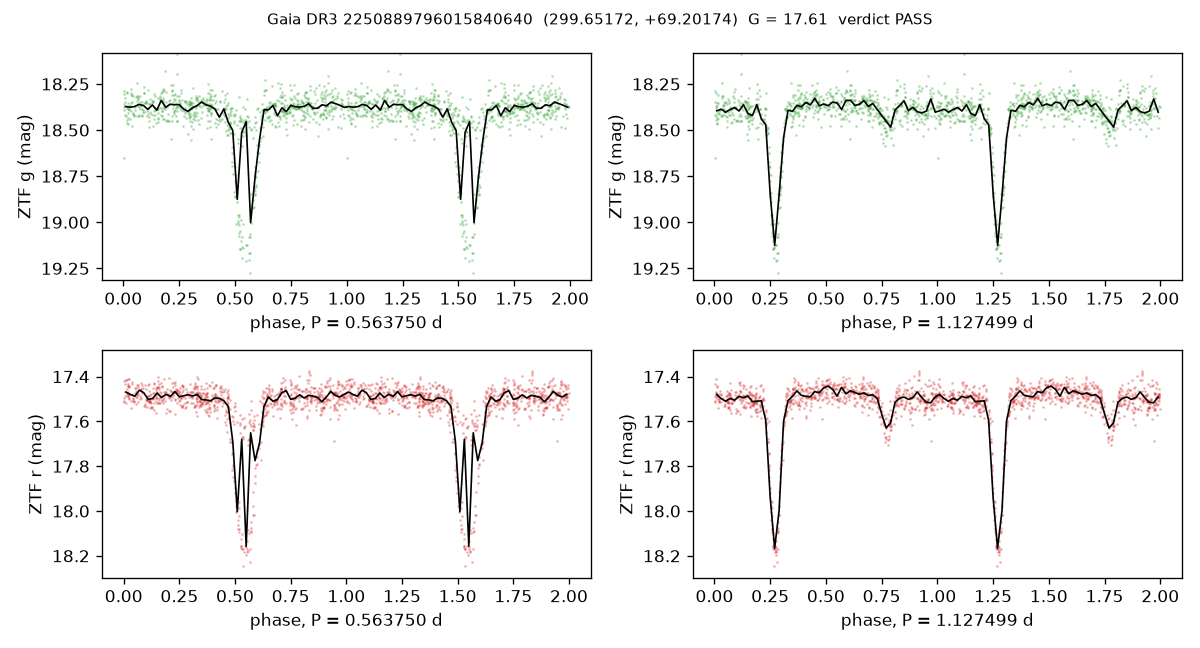 Gaia DR3 2250889796015840640 (299.65172, +69.20174) G = 17.61 verdict PASS
ZTF g (mag)
18.25
18.50
18.75
19.00
19.25
0.00 0.25 0.50 0.75 1.00 1.25 1.50 1.75 2.00
phase, P = 0.563750 d
ZTF g (mag)
18.25
18.50
18.75
19.00
19.25
0.00 0.25 0.50 0.75 1.00 1.25 1.50 1.75 2.00
phase, P = 1.127499 d
ZTF r (mag)
17.4
17.6
17.8
18.0
18.2
0.00 0.25 0.50 0.75 1.00 1.25 1.50 1.75 2.00
phase, P = 0.563750 d
ZTF r (mag)
17.4
17.6
17.8
18.0
18.2
0.00 0.25 0.50 0.75 1.00 1.25 1.50 1.75 2.00
phase, P = 1.127499 d